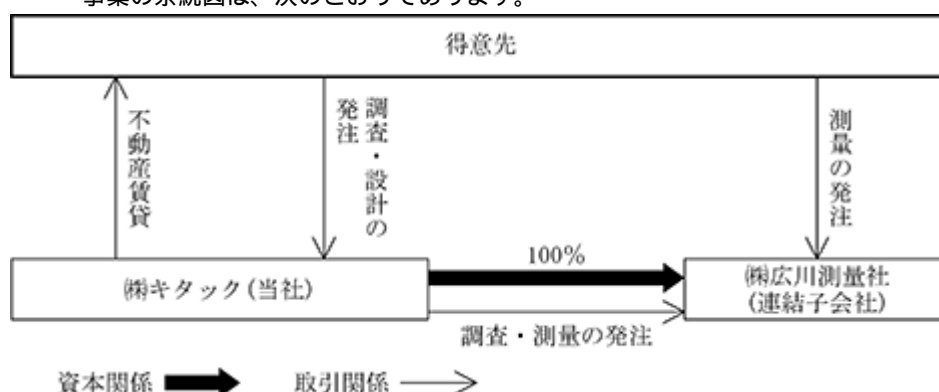 事業の系統図は、次のとおりであります。
得意先
不動産賃貸
調査・設計の
発注
測量の発注
㈱キタック(当社)
100%
調査・測量の発注
㈱広川測量社
(連結子会社)
資本関係
取引関係